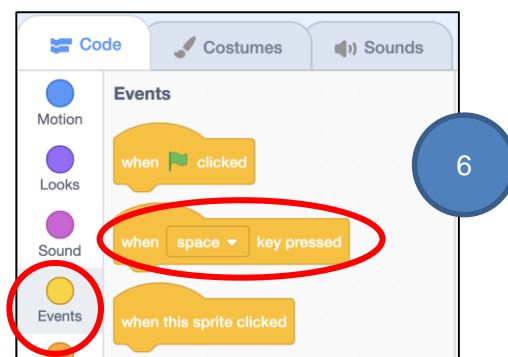 Code Costumes Sounds
Motion
Looks
Sound
Events
Events
when clicked
when space key pressed
when this sprite clicked
6